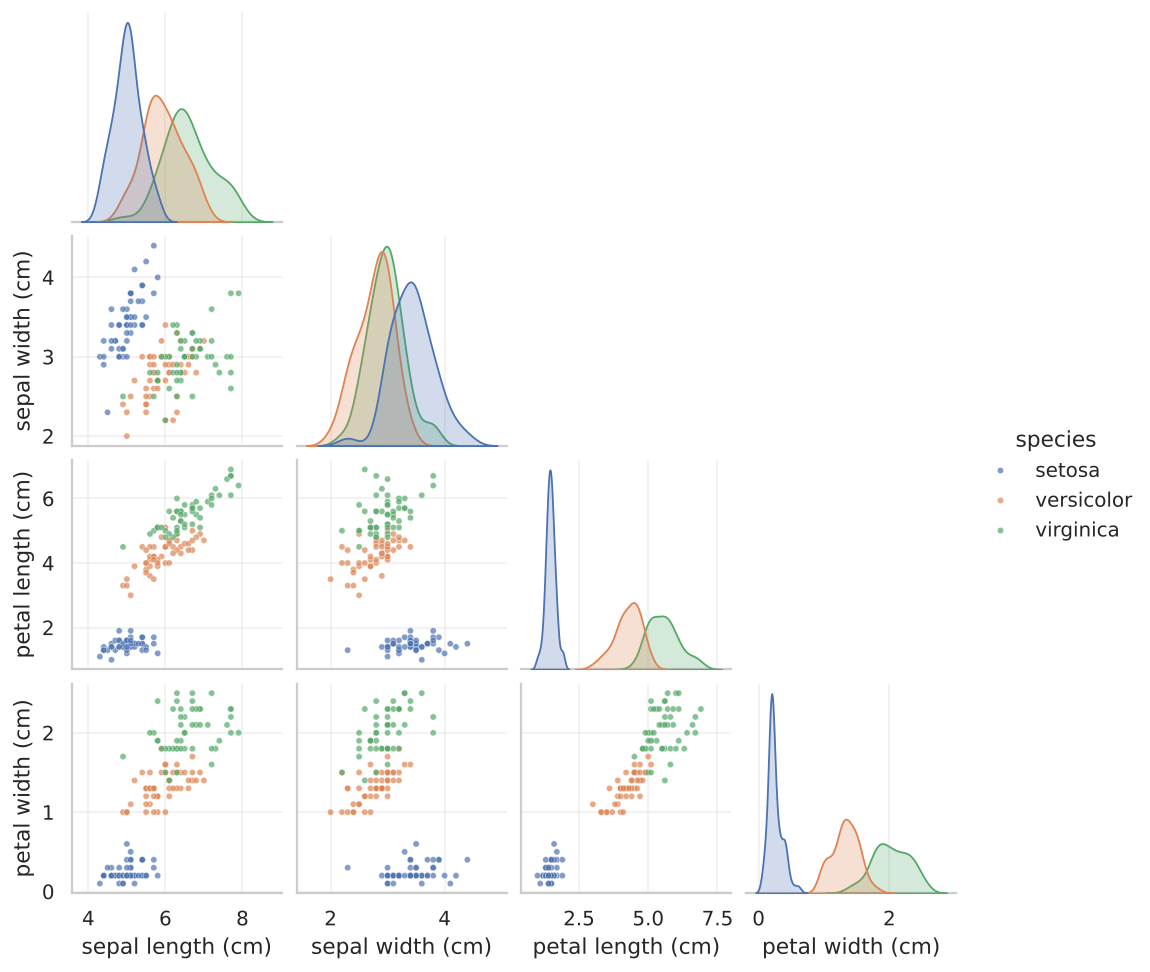 4
3
2
sepal width (cm)
species
setosa
versicolor
virginica
6
4
2
petal length (cm)
2
1
0
petal width (cm)
4 6 8 2 4 2.5 5.0 7.5 0 2
sepal length (cm) sepal width (cm) petal length (cm) petal width (cm)